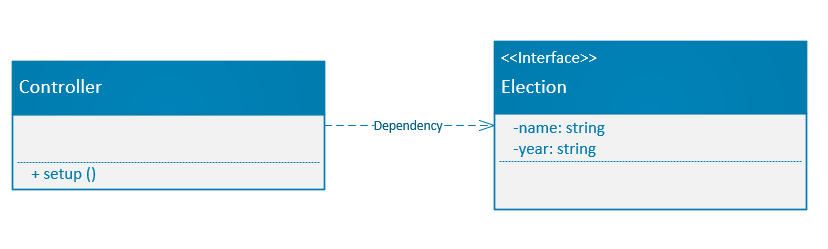 Controller
+ setup ()
Dependency
<<Interface>>
Election
-name: string
-year: string